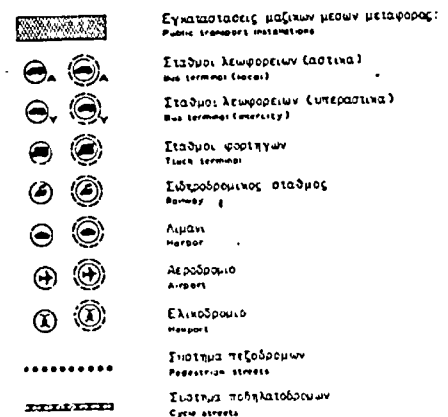 Εγκαταστασεις μαζικων μεσων μεταφορας:
Public transport instalations
Σταθμοι λεωφορειων (αστικα)
Bus terminal (local)
A A
Σταθμοι λεωφορειων (υπεραστικα)
Bus terminal (intercity)
Y Y
Σταθμοι φορτηγων
Truck terminal
Σιδηροδρομικος σταθμος
Railway
Λιμανι
Harbor
Αεροδρομιο
Airport
Ελικοδρομιο
Heliport
Συστημα πεζοδρομων
Pedestrian streets
Συστημα ποδηλατοδρομων
Cycle streets